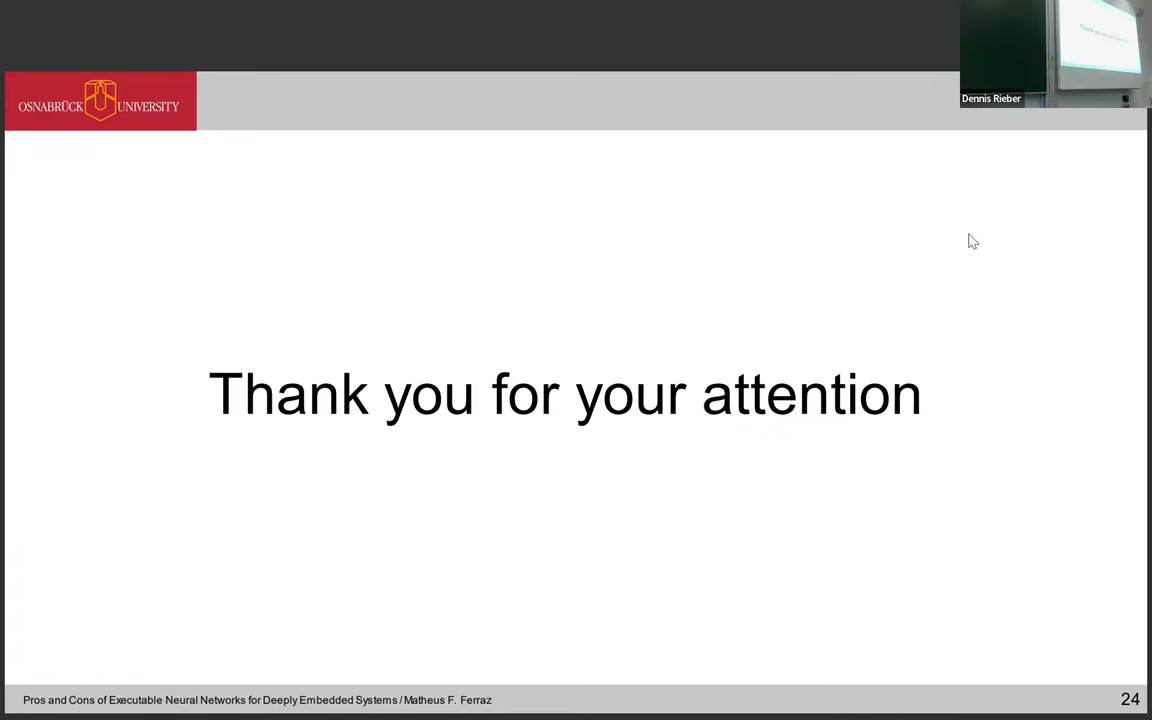 OSNABRÜCK UNIVERSITY
Dennis Rieber
Thank you for your attention
Pros and Cons of Executable Neural Networks for Deeply Embedded Systems / Matheus F. Ferraz
24